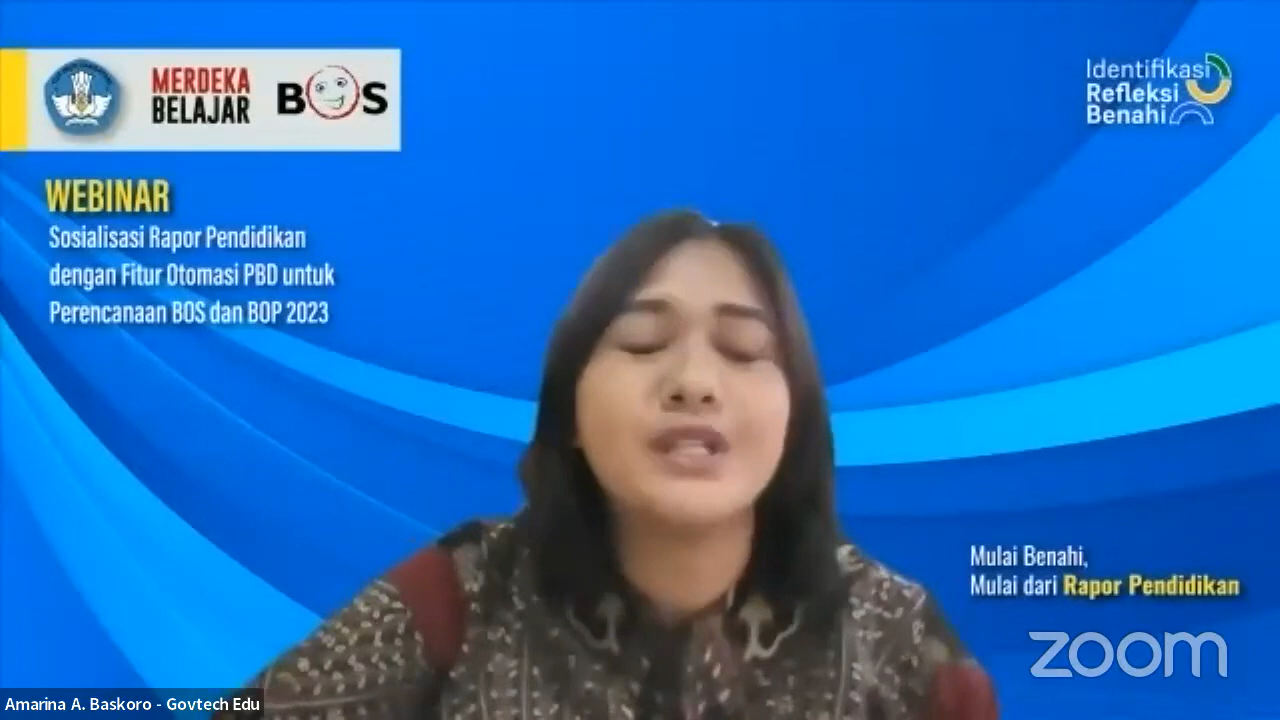 MERDEKA
BELAJAR
BOS
Identifikasi
Refleksi
Benahi
WEBINAR
Sosialisasi Rapor Pendidikan
dengan Fitur Otomasi PBD untuk
Perencanaan BOS dan BOP 2023
Mulai Benahi,
Mulai dari Rapor Pendidikan
zoom
Amarina A. Baskoro - Govtech Edu